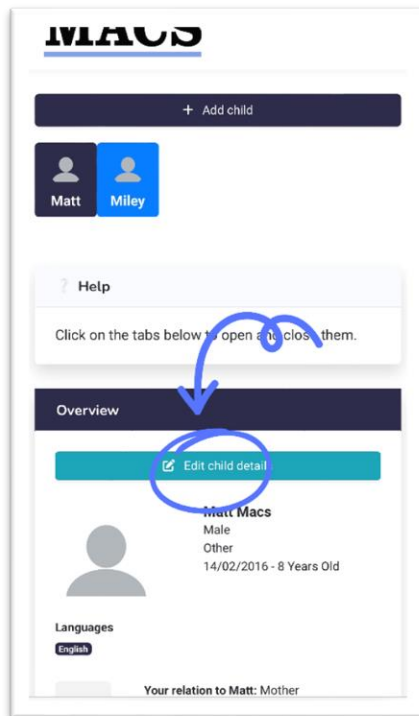 MACS
+ Add child
Matt Miley
? Help
Click on the tabs below to open and close them.
Overview
Edit child details
Matt Macs
Male
Other
14/02/2016 - 8 Years Old
Languages
English
Your relation to Matt: Mother